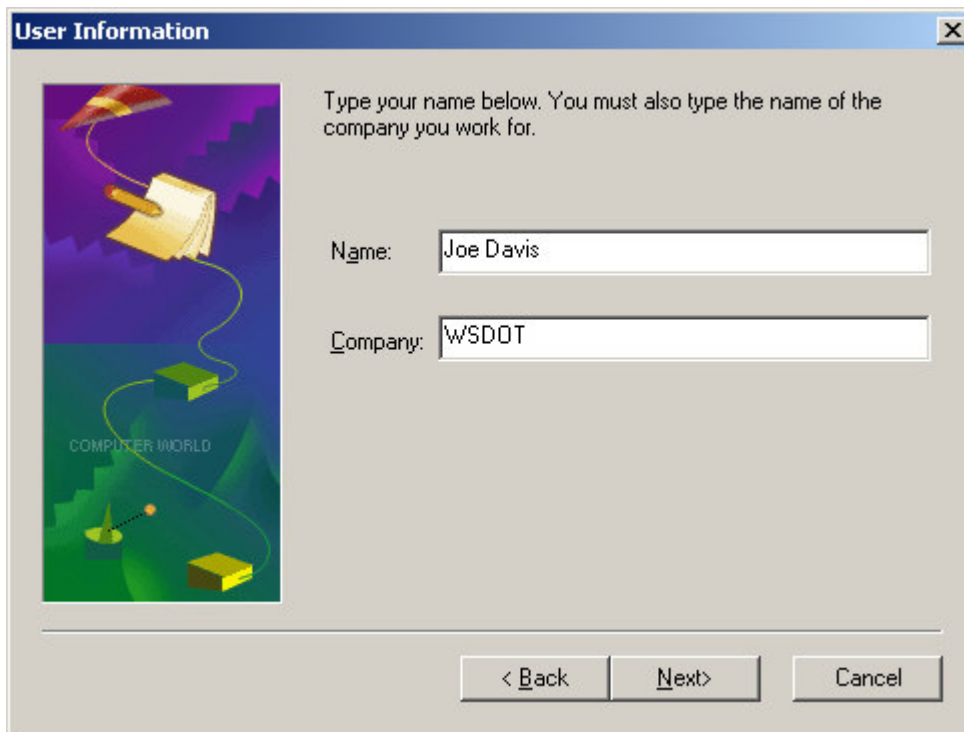 User Information
Type your name below. You must also type the name of the
company you work for.
Name: Joe Davis
Company: WSDOT
COMPUTER WORLD
< Back Next> Cancel